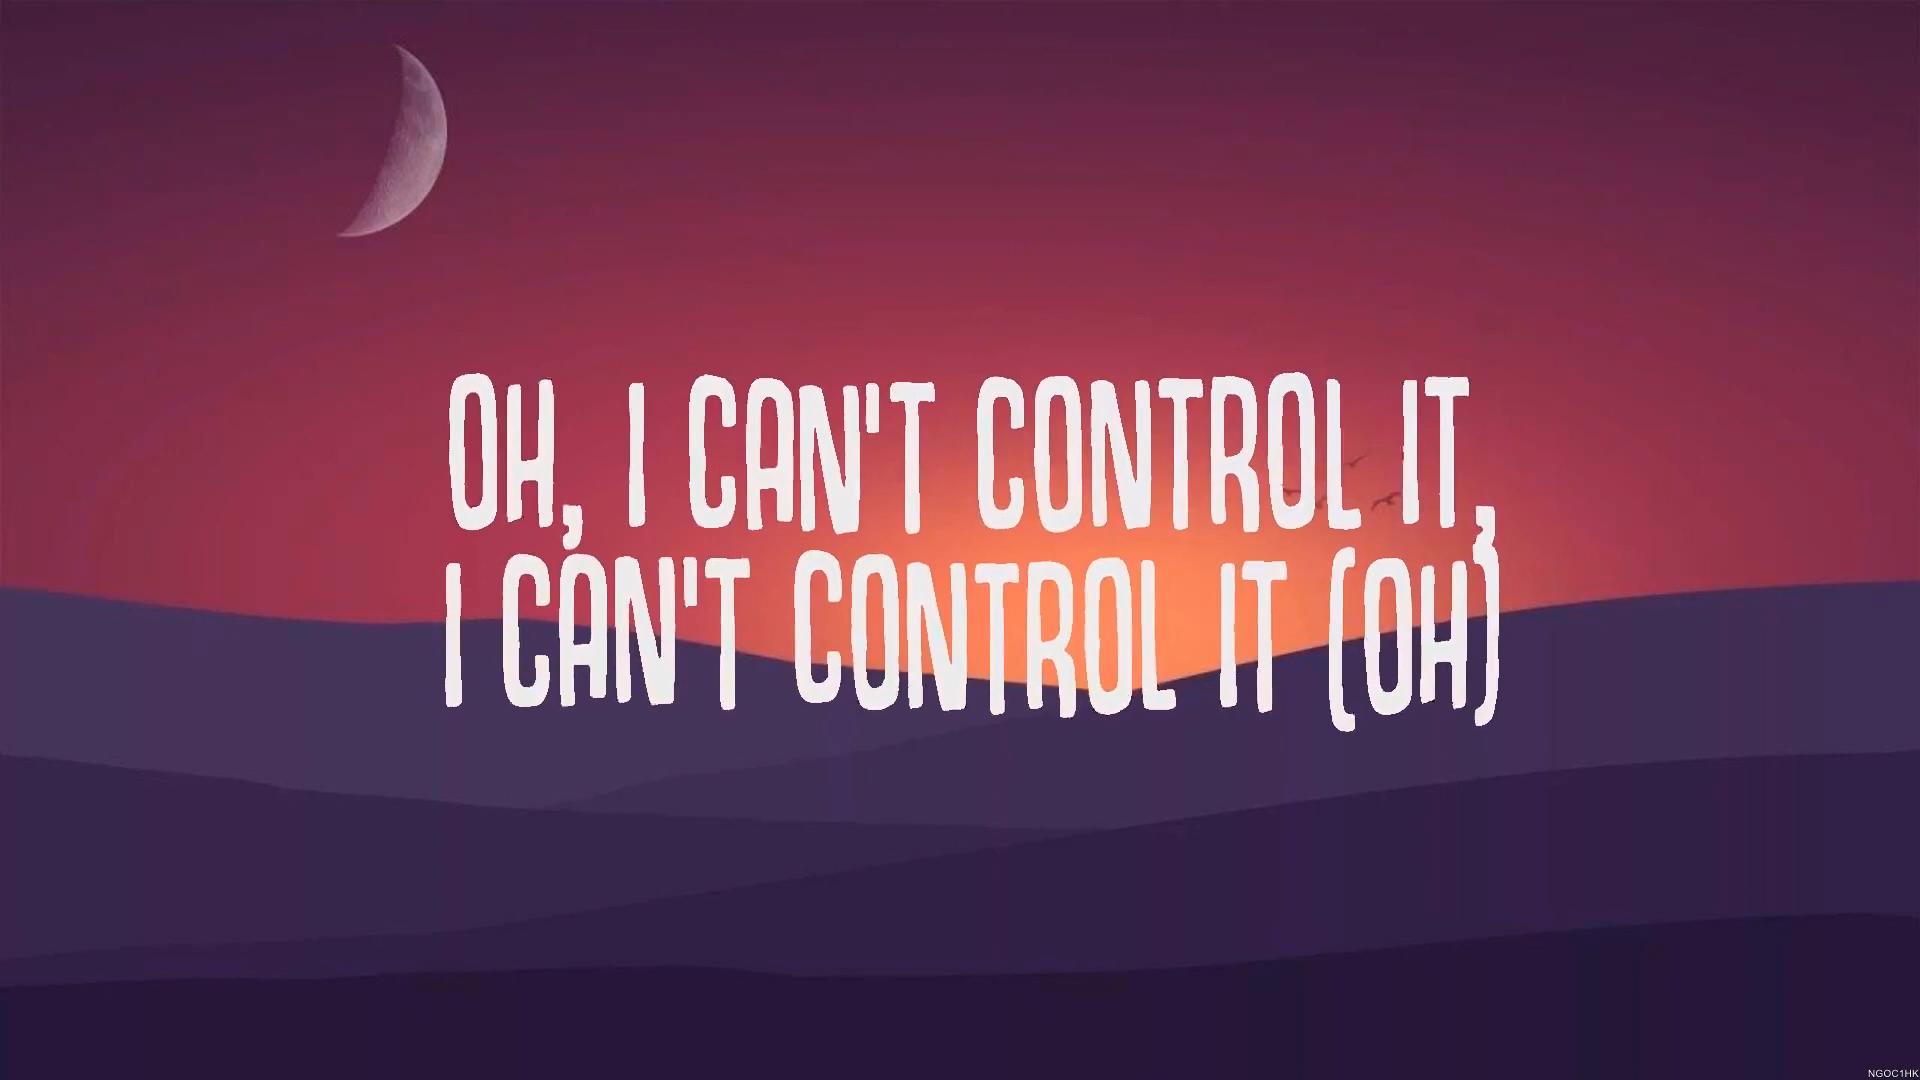 OH, I CAN'T CONTROL IT,
I CAN'T CONTROL IT (OH)
NGOC1HK